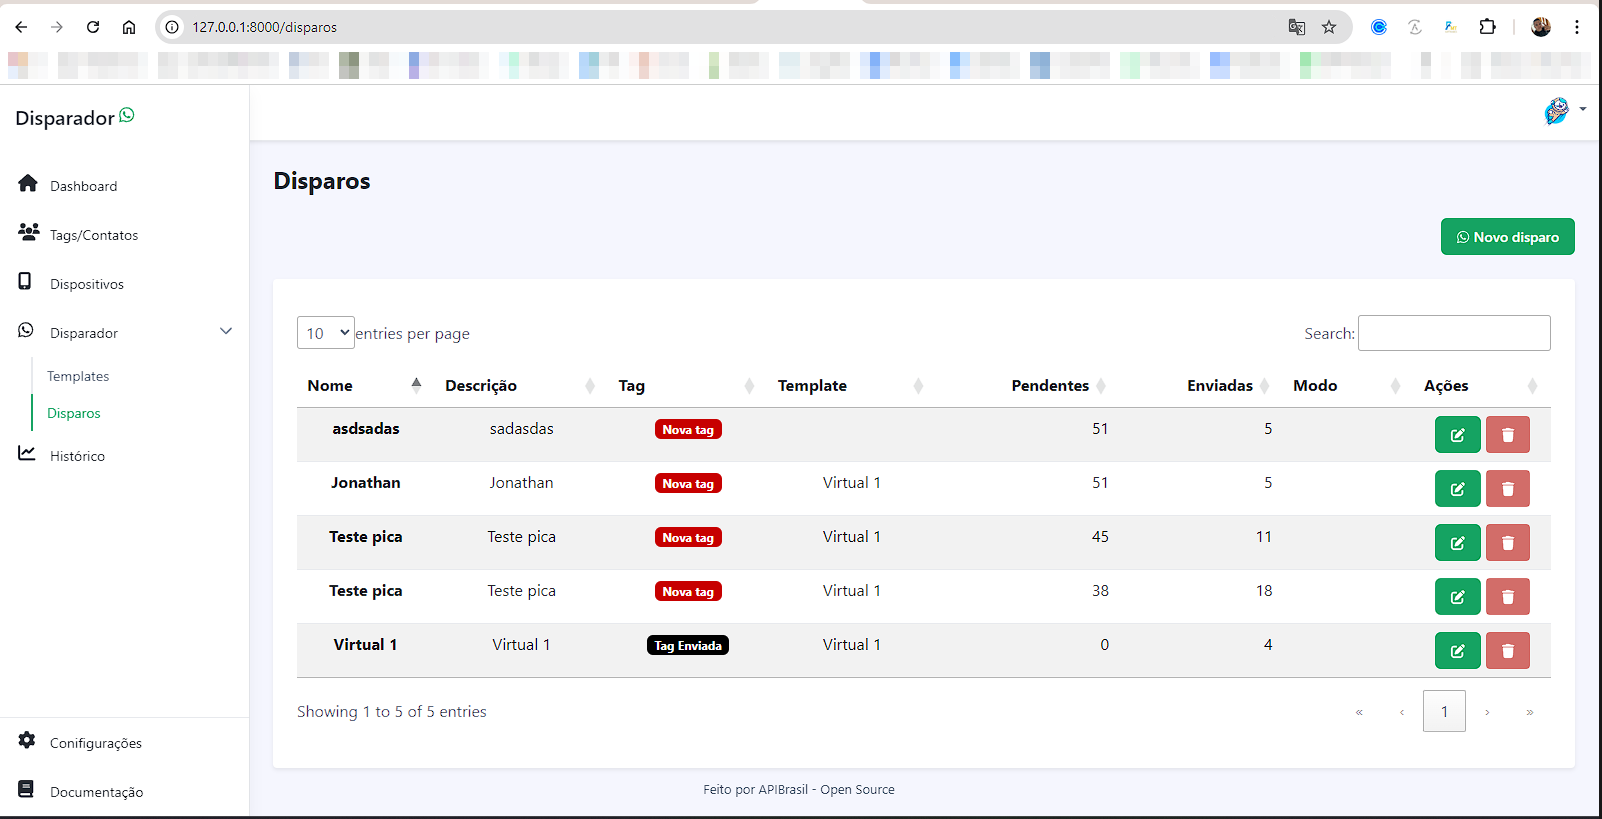 127.0.0.1:8000/disparos
Disparador
Dashboard
Tags/Contatos
Dispositivos
Disparador
Templates
Disparos
Histórico
Conifigurações
Documentação
Disparos
Novo disparo
10 entries per page
Search:
Nome Descrição Tag Template Pendentes Enviadas Modo Ações
asdsadas sadasdas Nova tag 51 5
Jonathan Jonathan Nova tag Virtual 1 51 5
Teste pica Teste pica Nova tag Virtual 1 45 11
Teste pica Teste pica Nova tag Virtual 1 38 18
Virtual 1 Virtual 1 Tag Enviada Virtual 1 0 4
Showing 1 to 5 of 5 entries
« ‹ 1 › »
Feito por APIBrasil - Open Source